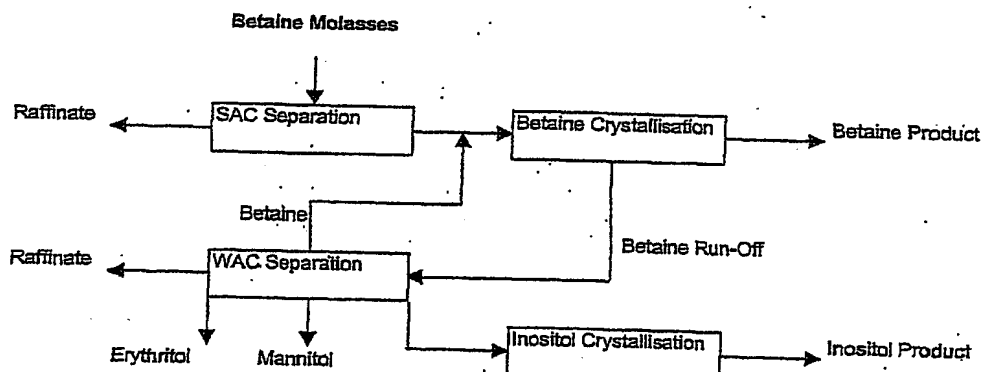 Betaine Molasses
Raffinate
SAC Separation
Betaine Crystallisation
Betaine Product
Betaine
Betaine Run-Off
Raffinate
WAC Separation
Erythritol
Mannitol
Inositol Crystallisation
Inositol Product